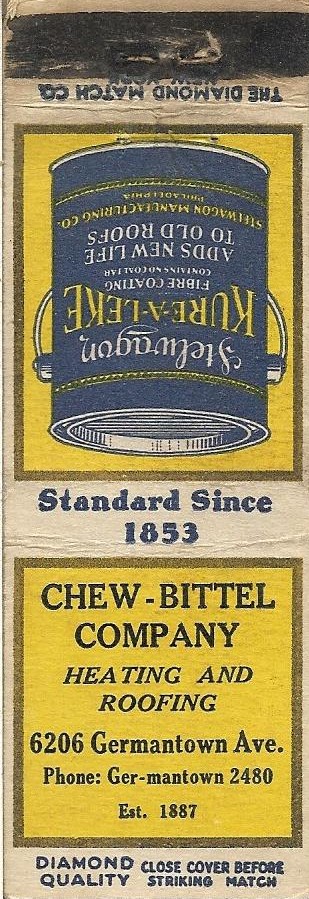 THE DIAMOND MATCH CO.
NEW YORK
Stelwagon
KURE-A-LEKE
FIBRE COATING
CONTAINS NO COAL TAR
ADDS NEW LIFE
TO OLD ROOFS
STELWAGON MANUFACTURING CO.
PHILADELPHIA
Standard Since
1853
CHEW-BITTEL
COMPANY
HEATING AND
ROOFING
6206 Germantown Ave.
Phone: Ger-mantown 2480
Est. 1887
DIAMOND QUALITY
CLOSE COVER BEFORE
STRIKING MATCH